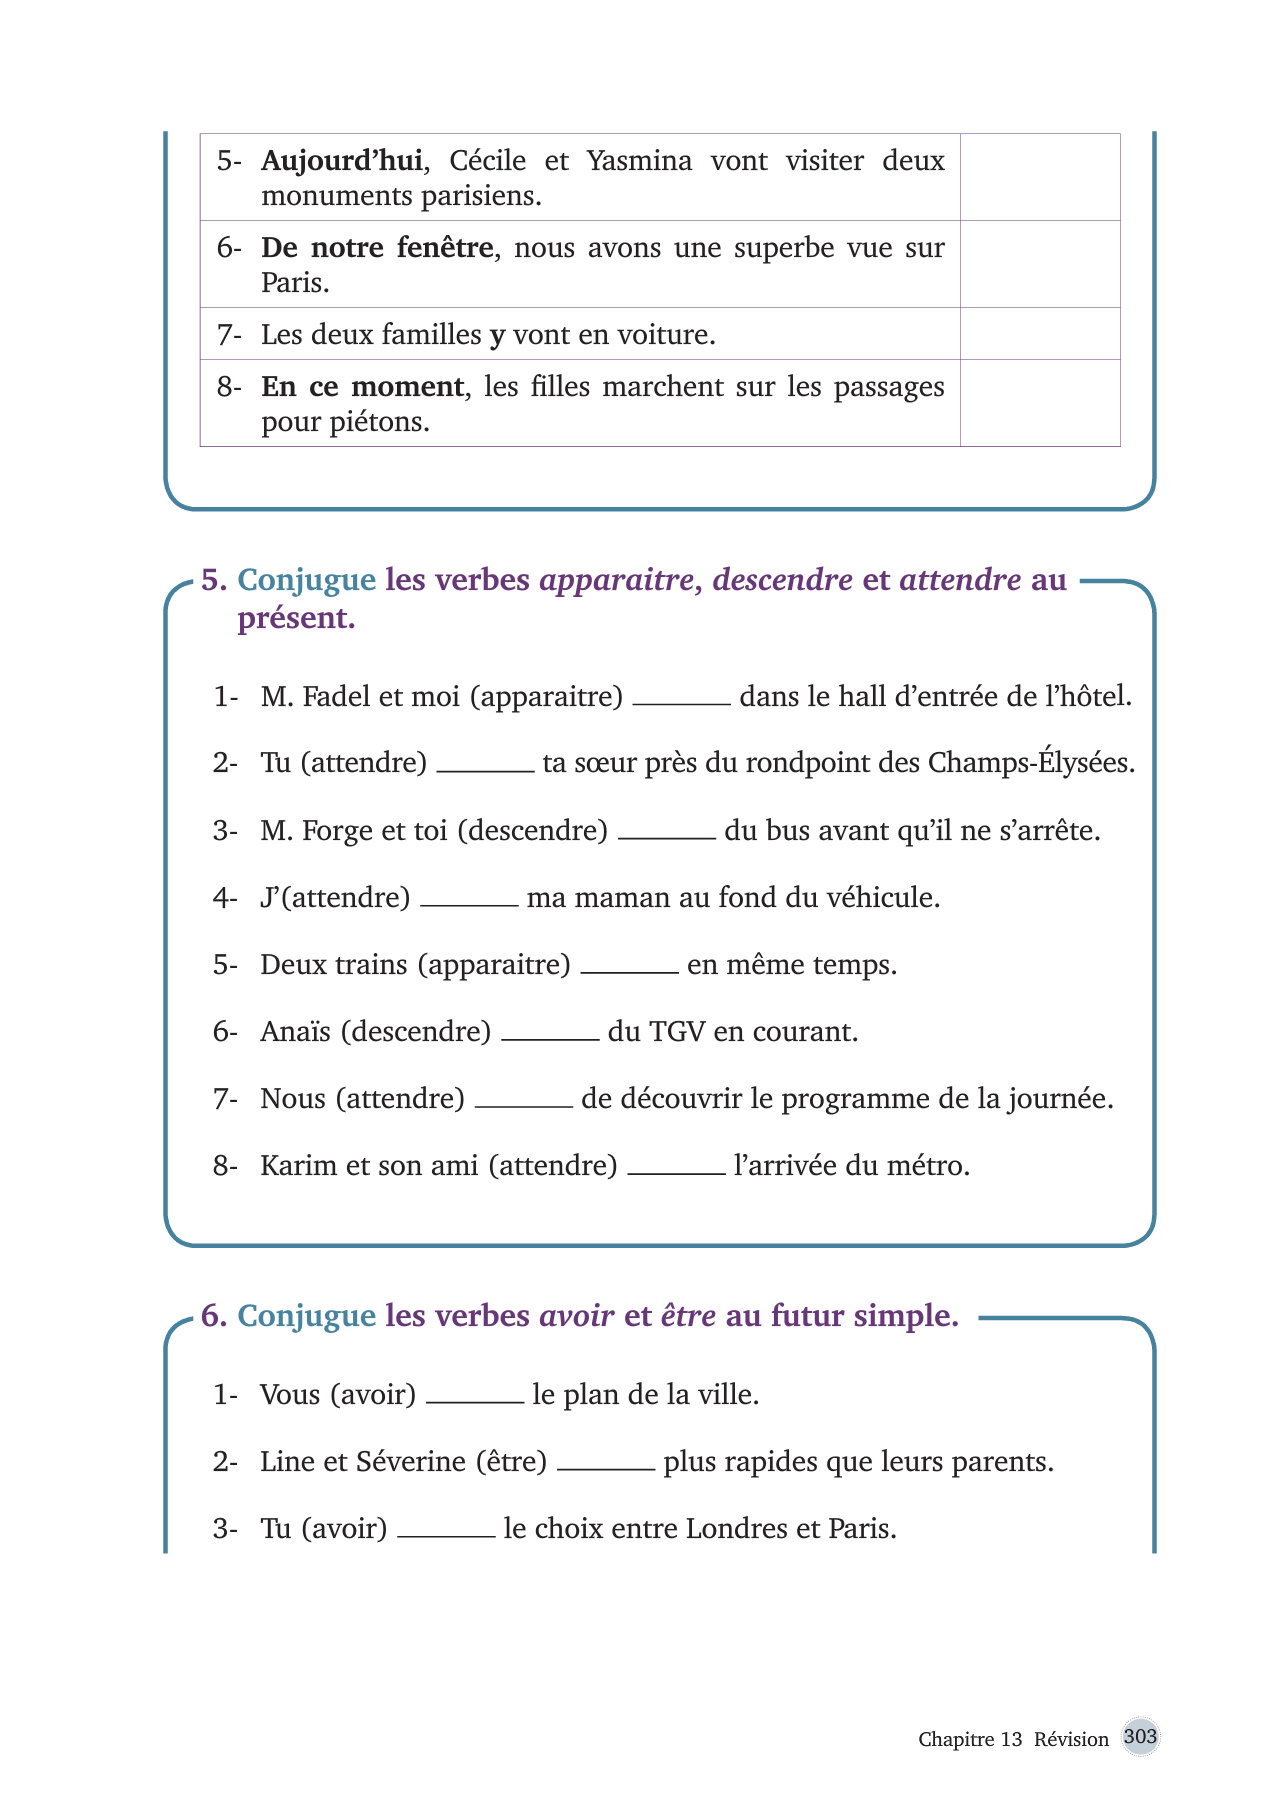 5- Aujourd’hui, Cécile et Yasmina vont visiter deux
monuments parisiens.
6- De notre fenêtre, nous avons une superbe vue sur
Paris.
7- Les deux familles y vont en voiture.
8- En ce moment, les filles marchent sur les passages
pour piétons.
5. Conjugue les verbes apparaitre, descendre et attendre au
présent.
1- M. Fadel et moi (apparaitre) _______ dans le hall d’entrée de l’hôtel.
2- Tu (attendre) _______ ta sœur près du rondpoint des Champs-Élysées.
3- M. Forge et toi (descendre) _______ du bus avant qu’il ne s’arrête.
4- J’(attendre) _______ ma maman au fond du véhicule.
5- Deux trains (apparaitre) _______ en même temps.
6- Anaïs (descendre) _______ du TGV en courant.
7- Nous (attendre) _______ de découvrir le programme de la journée.
8- Karim et son ami (attendre) _______ l’arrivée du métro.
6. Conjugue les verbes avoir et être au futur simple.
1- Vous (avoir) _______ le plan de la ville.
2- Line et Séverine (être) _______ plus rapides que leurs parents.
3- Tu (avoir) _______ le choix entre Londres et Paris.
Chapitre 13 Révision 303